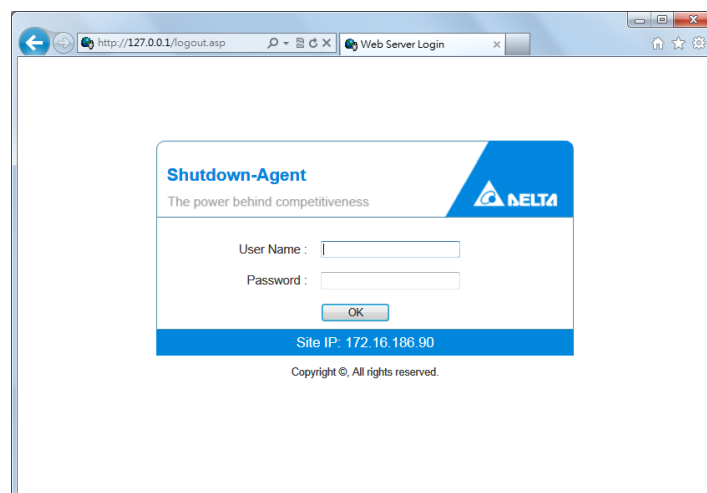 http://127.0.0.1/logout.asp
Web Server Login
Shutdown-Agent
The power behind competitiveness
DELTA
User Name :
Password :
OK
Site IP: 172.16.186.90
Copyright ©, All rights reserved.